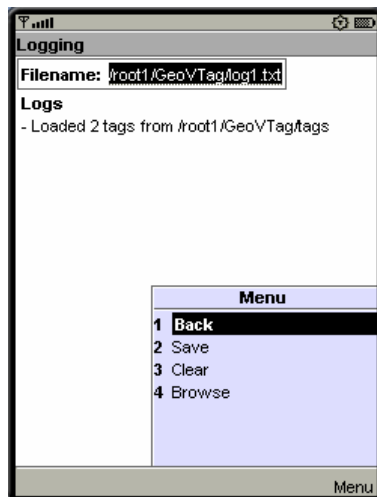 Logging
Filename: /root1/GeoVTag/log1.txt
Logs
- Loaded 2 tags from /root1/GeoVTag/tags
Menu
1 Back
2 Save
3 Clear
4 Browse
Menu